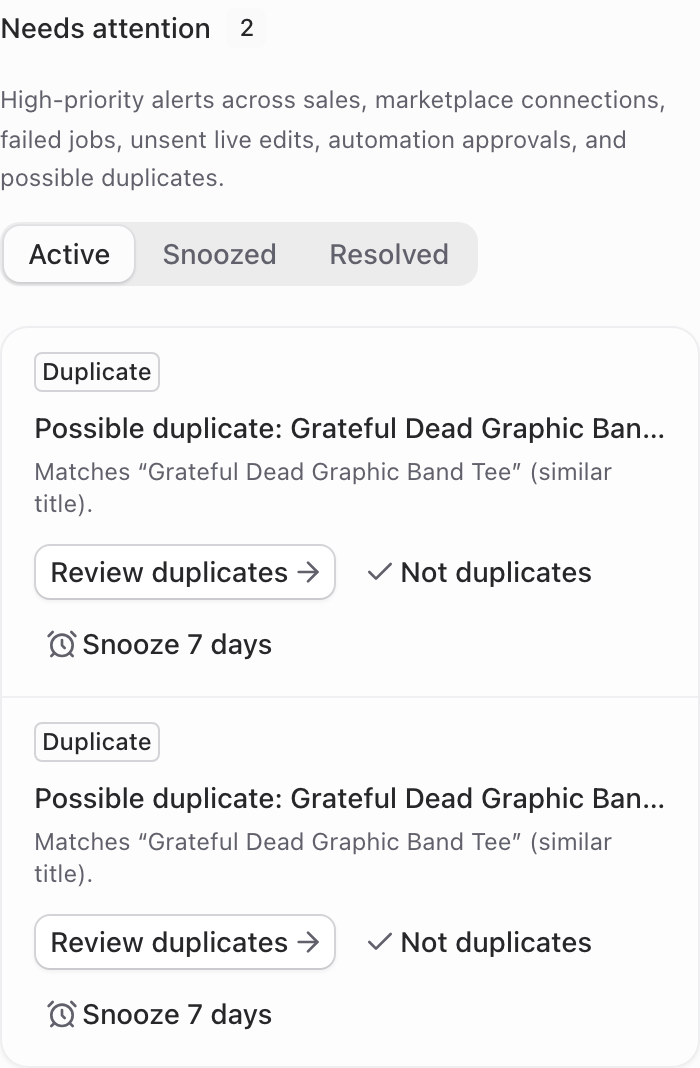 Needs attention 2
High-priority alerts across sales, marketplace connections,
failed jobs, unsent live edits, automation approvals, and
possible duplicates.
Active Snoozed Resolved
Duplicate
Possible duplicate: Grateful Dead Graphic Ban...
Matches “Grateful Dead Graphic Band Tee” (similar
title).
Review duplicates → ✓ Not duplicates
Snooze 7 days
Duplicate
Possible duplicate: Grateful Dead Graphic Ban...
Matches “Grateful Dead Graphic Band Tee” (similar
title).
Review duplicates → ✓ Not duplicates
Snooze 7 days